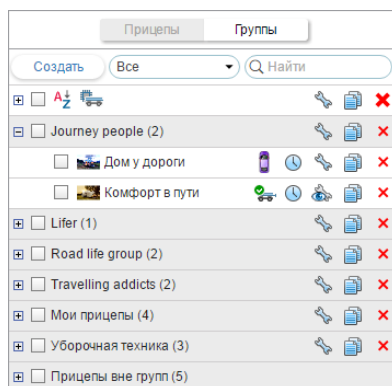 Прицепы Группы
Создать Все Найти
A Z
Journey people (2)
Дом у дороги
Комфорт в пути
Lifer (1)
Road life group (2)
Travelling addicts (2)
Мои прицепы (4)
Уборочная техника (3)
Прицепы вне групп (5)